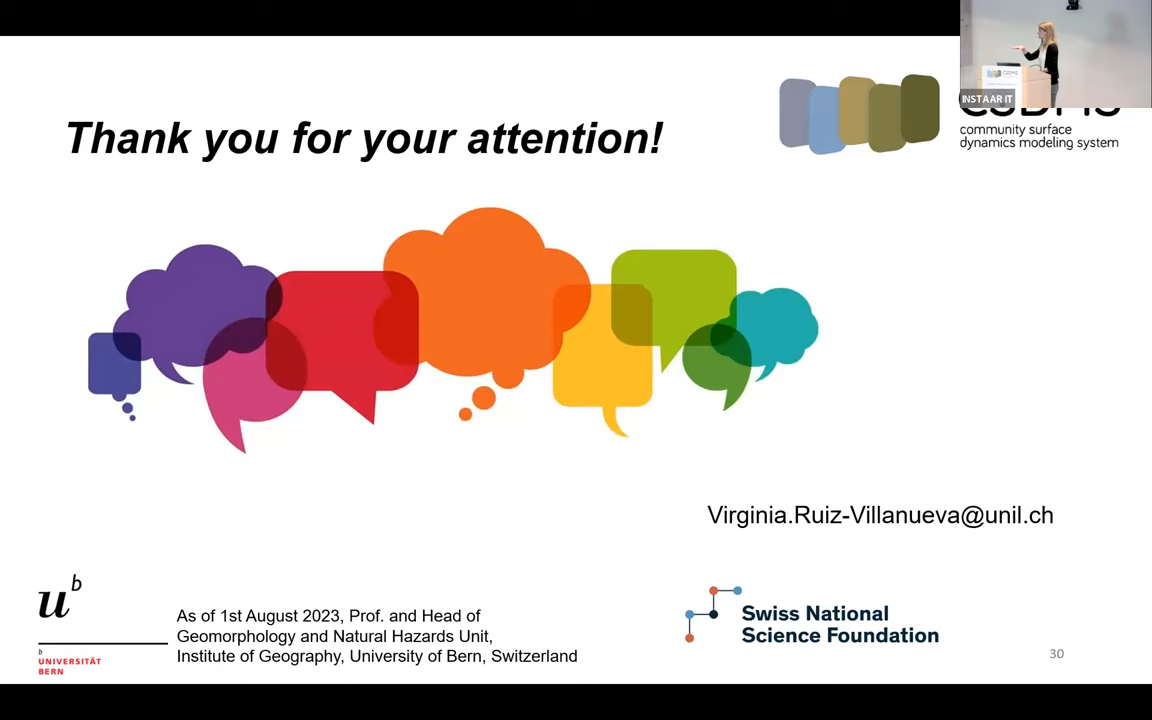 INSTAAR IT
Thank you for your attention!
community surface
dynamics modeling system
Virginia.Ruiz-Villanueva@unil.ch
u b
b
UNIVERSITÄT
BERN
As of 1st August 2023, Prof. and Head of
Geomorphology and Natural Hazards Unit,
Institute of Geography, University of Bern, Switzerland
Swiss National
Science Foundation
30